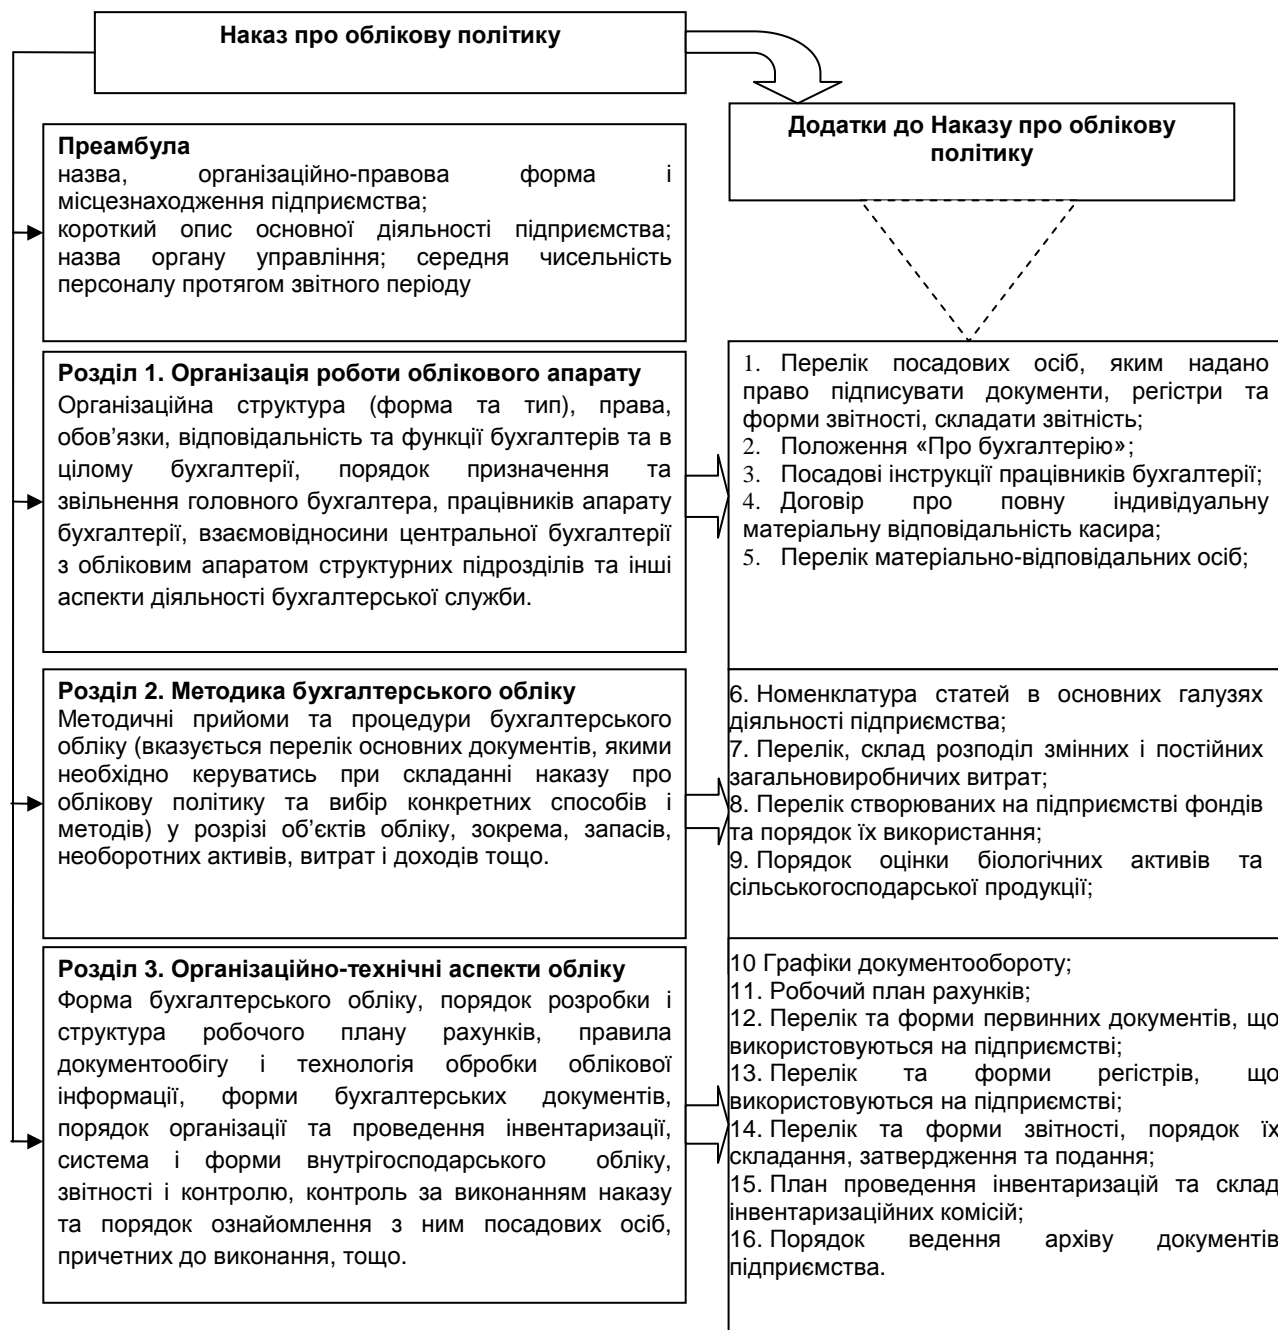 Наказ про облікову політику
Додатки до Наказу про облікову
політику
Преамбула
назва, організаційно-правова форма і
місцезнаходження підприємства;
короткий опис основної діяльності підприємства;
назва органу управління; середня чисельність
персоналу протягом звітного періоду
Розділ 1. Організація роботи облікового апарату
Організаційна структура (форма та тип), права,
обов’язки, відповідальність та функції бухгалтерів та в
цілому бухгалтерії, порядок призначення та
звільнення головного бухгалтера, працівників апарату
бухгалтерії, взаємовідносини центральної бухгалтерії
з обліковим апаратом структурних підрозділів та інші
аспекти діяльності бухгалтерської служби.
1. Перелік посадових осіб, яким надано
право підписувати документи, регістри та
форми звітності, складати звітність;
2. Положення «Про бухгалтерію»;
3. Посадові інструкції працівників бухгалтерії;
4. Договір про повну індивідуальну
матеріальну відповідальність касира;
5. Перелік матеріально-відповідальних осіб;
Розділ 2. Методика бухгалтерського обліку
Методичні прийоми та процедури бухгалтерського
обліку (вказується перелік основних документів, якими
необхідно керуватись при складанні наказу про
облікову політику та вибір конкретних способів і
методів) у розрізі об’єктів обліку, зокрема, запасів,
необоротних активів, витрат і доходів тощо.
6. Номенклатура статей в основних галузях
діяльності підприємства;
7. Перелік, склад розподіл змінних і постійних
загальновиробничих витрат;
8. Перелік створюваних на підприємстві фондів
та порядок їх використання;
9. Порядок оцінки біологічних активів та
сільськогосподарської продукції;
Розділ 3. Організаційно-технічні аспекти обліку
Форма бухгалтерського обліку, порядок розробки і
структура робочого плану рахунків, правила
документообігу і технологія обробки облікової
інформації, форми бухгалтерських документів,
порядок організації та проведення інвентаризації,
система і форми внутрігосподарського обліку,
звітності і контролю, контроль за виконанням наказу
та порядок ознайомлення з ним посадових осіб,
причетних до виконання, тощо.
10 Графіки документообороту;
11. Робочий план рахунків;
12. Перелік та форми первинних документів, що
використовуються на підприємстві;
13. Перелік та форми регістрів, що
використовуються на підприємстві;
14. Перелік та форми звітності, порядок їх
складання, затвердження та подання;
15. План проведення інвентаризацій та склад
інвентаризаційних комісій;
16. Порядок ведення архіву документів
підприємства.